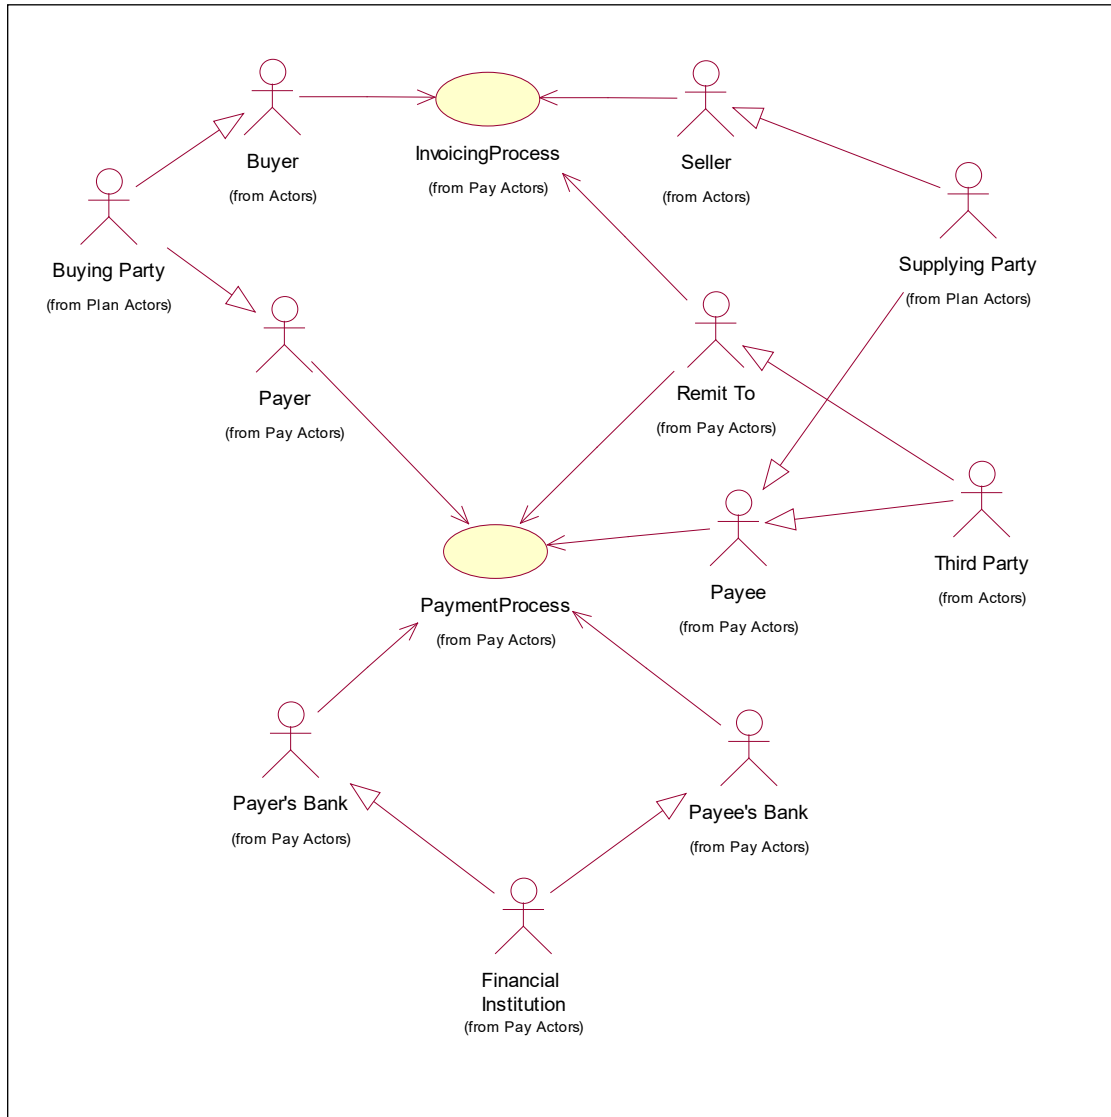 Buyer
(from Actors)
InvoicingProcess
(from Pay Actors)
Seller
(from Actors)
Buying Party
(from Plan Actors)
Supplying Party
(from Plan Actors)
Payer
(from Pay Actors)
Remit To
(from Pay Actors)
PaymentProcess
(from Pay Actors)
Payee
(from Pay Actors)
Third Party
(from Actors)
Payer's Bank
(from Pay Actors)
Payee's Bank
(from Pay Actors)
Financial
Institution
(from Pay Actors)